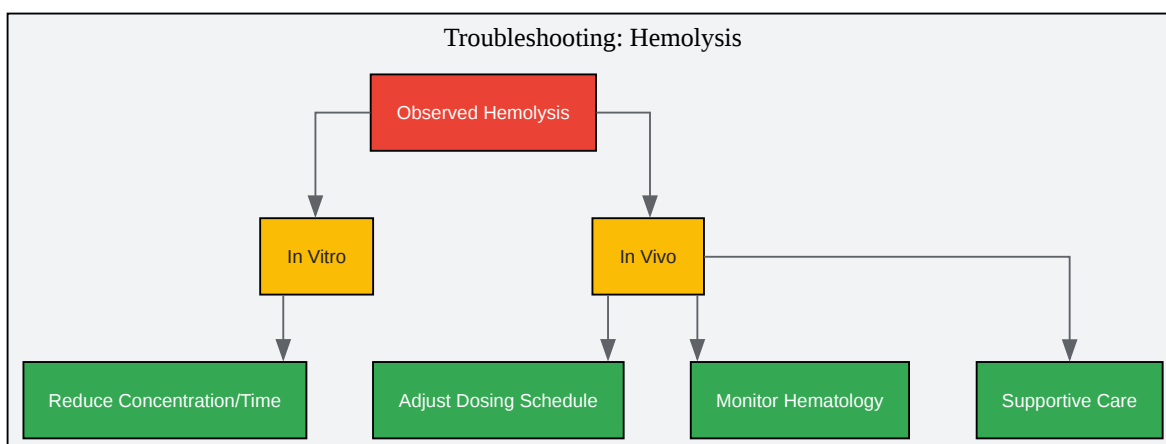 Troubleshooting: Hemolysis
Observed Hemolysis
In Vitro
In Vivo
Reduce Concentration/Time
Adjust Dosing Schedule
Monitor Hematology
Supportive Care